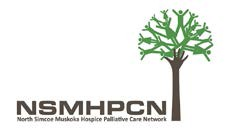 NSMHPCN
North Simcoe Muskoka Hospice Palliative Care Network